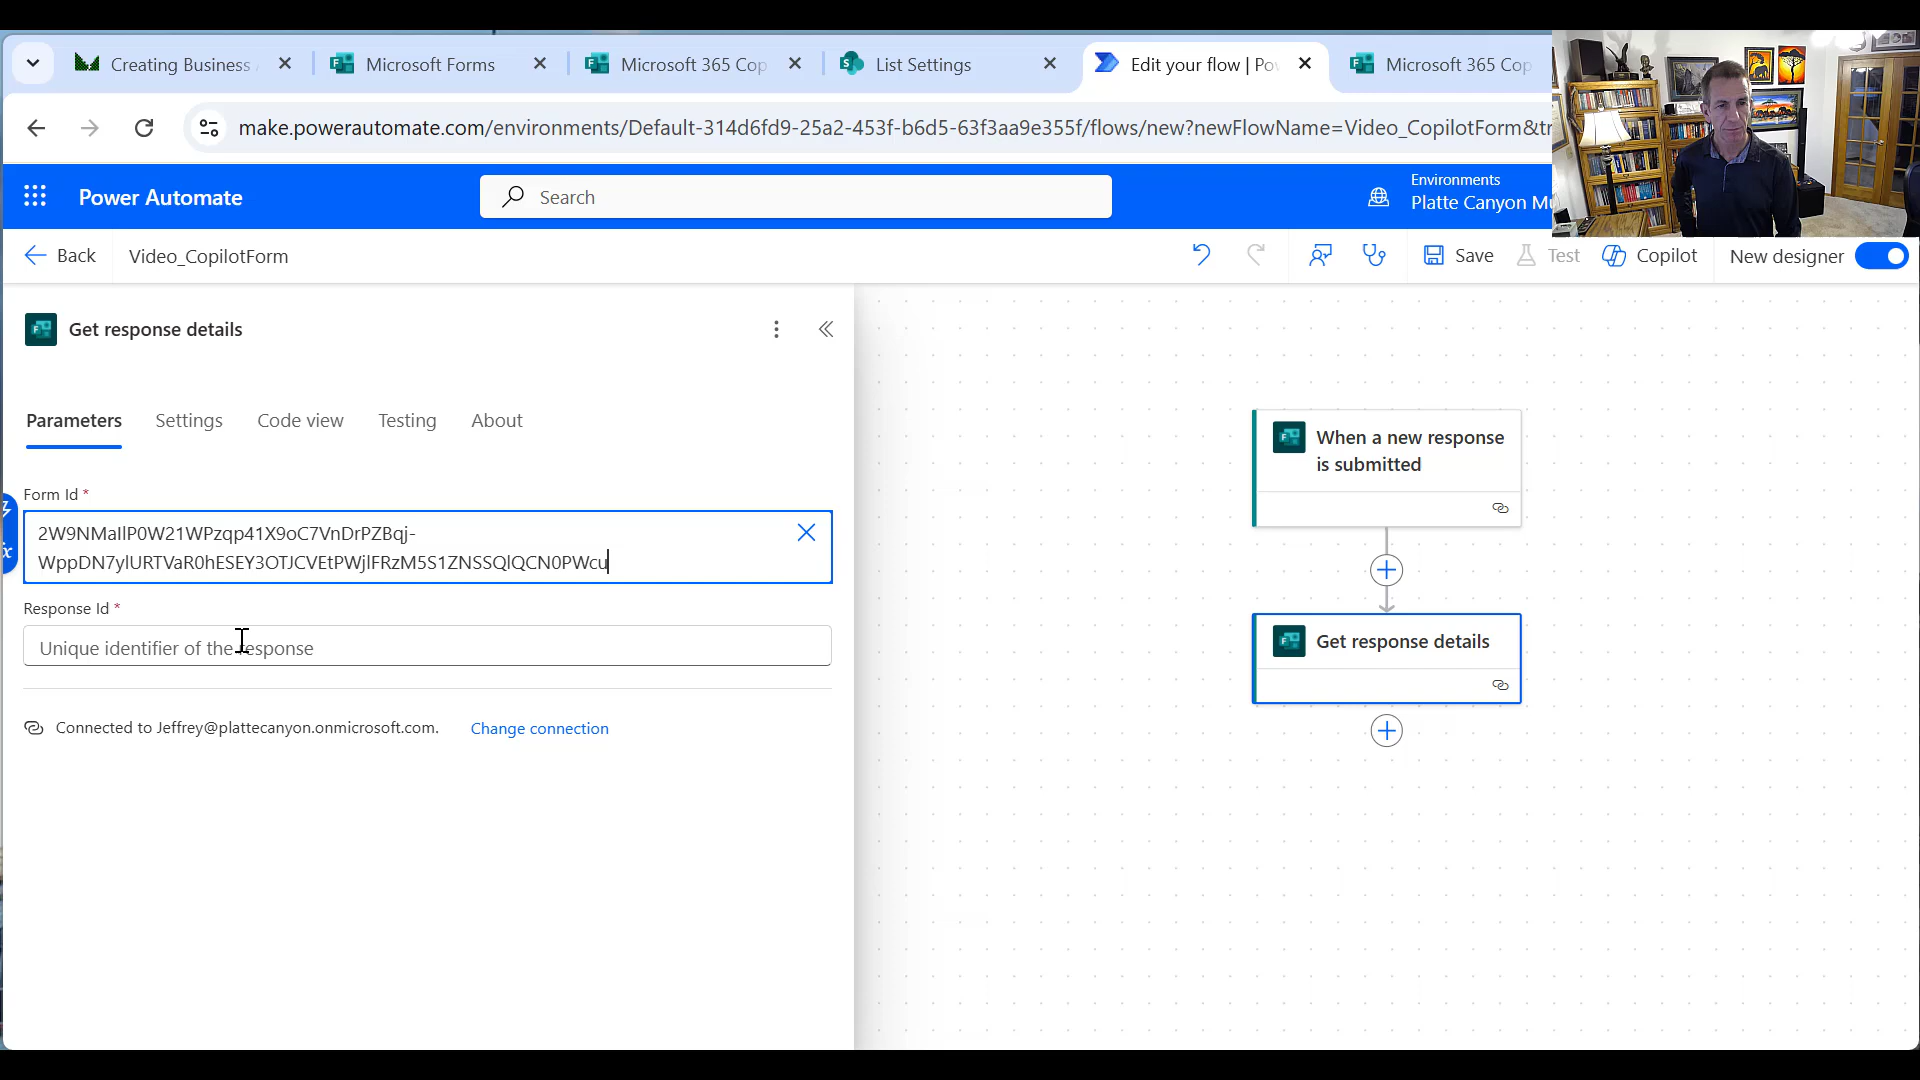 Creating Business
Microsoft Forms
Microsoft 365 Cop
List Settings
Edit your flow | Po
Microsoft 365 Cop
make.powerautomate.com/environments/Default-314d6fd9-25a2-453f-b6d5-63f3aa9e355f/flows/new?newFlowName=Video_CopilotForm&tr
Power Automate
Search
Environments
Platte Canyon Mu
Back
Video_CopilotForm
Save
Test
Copilot
New designer
Get response details
Parameters
Settings
Code view
Testing
About
Form Id *
2W9NMaIlP0W21WPzqp41X9oC7VnDrPZBqj-
WppDN7ylURTVaR0hESEY3OTJCVEtPWjlFRzM5S1ZNSSQlQCN0PWcu
Response Id *
Unique identifier of the response
Connected to Jeffrey@plattecanyon.onmicrosoft.com.
Change connection
When a new response
is submitted
Get response details